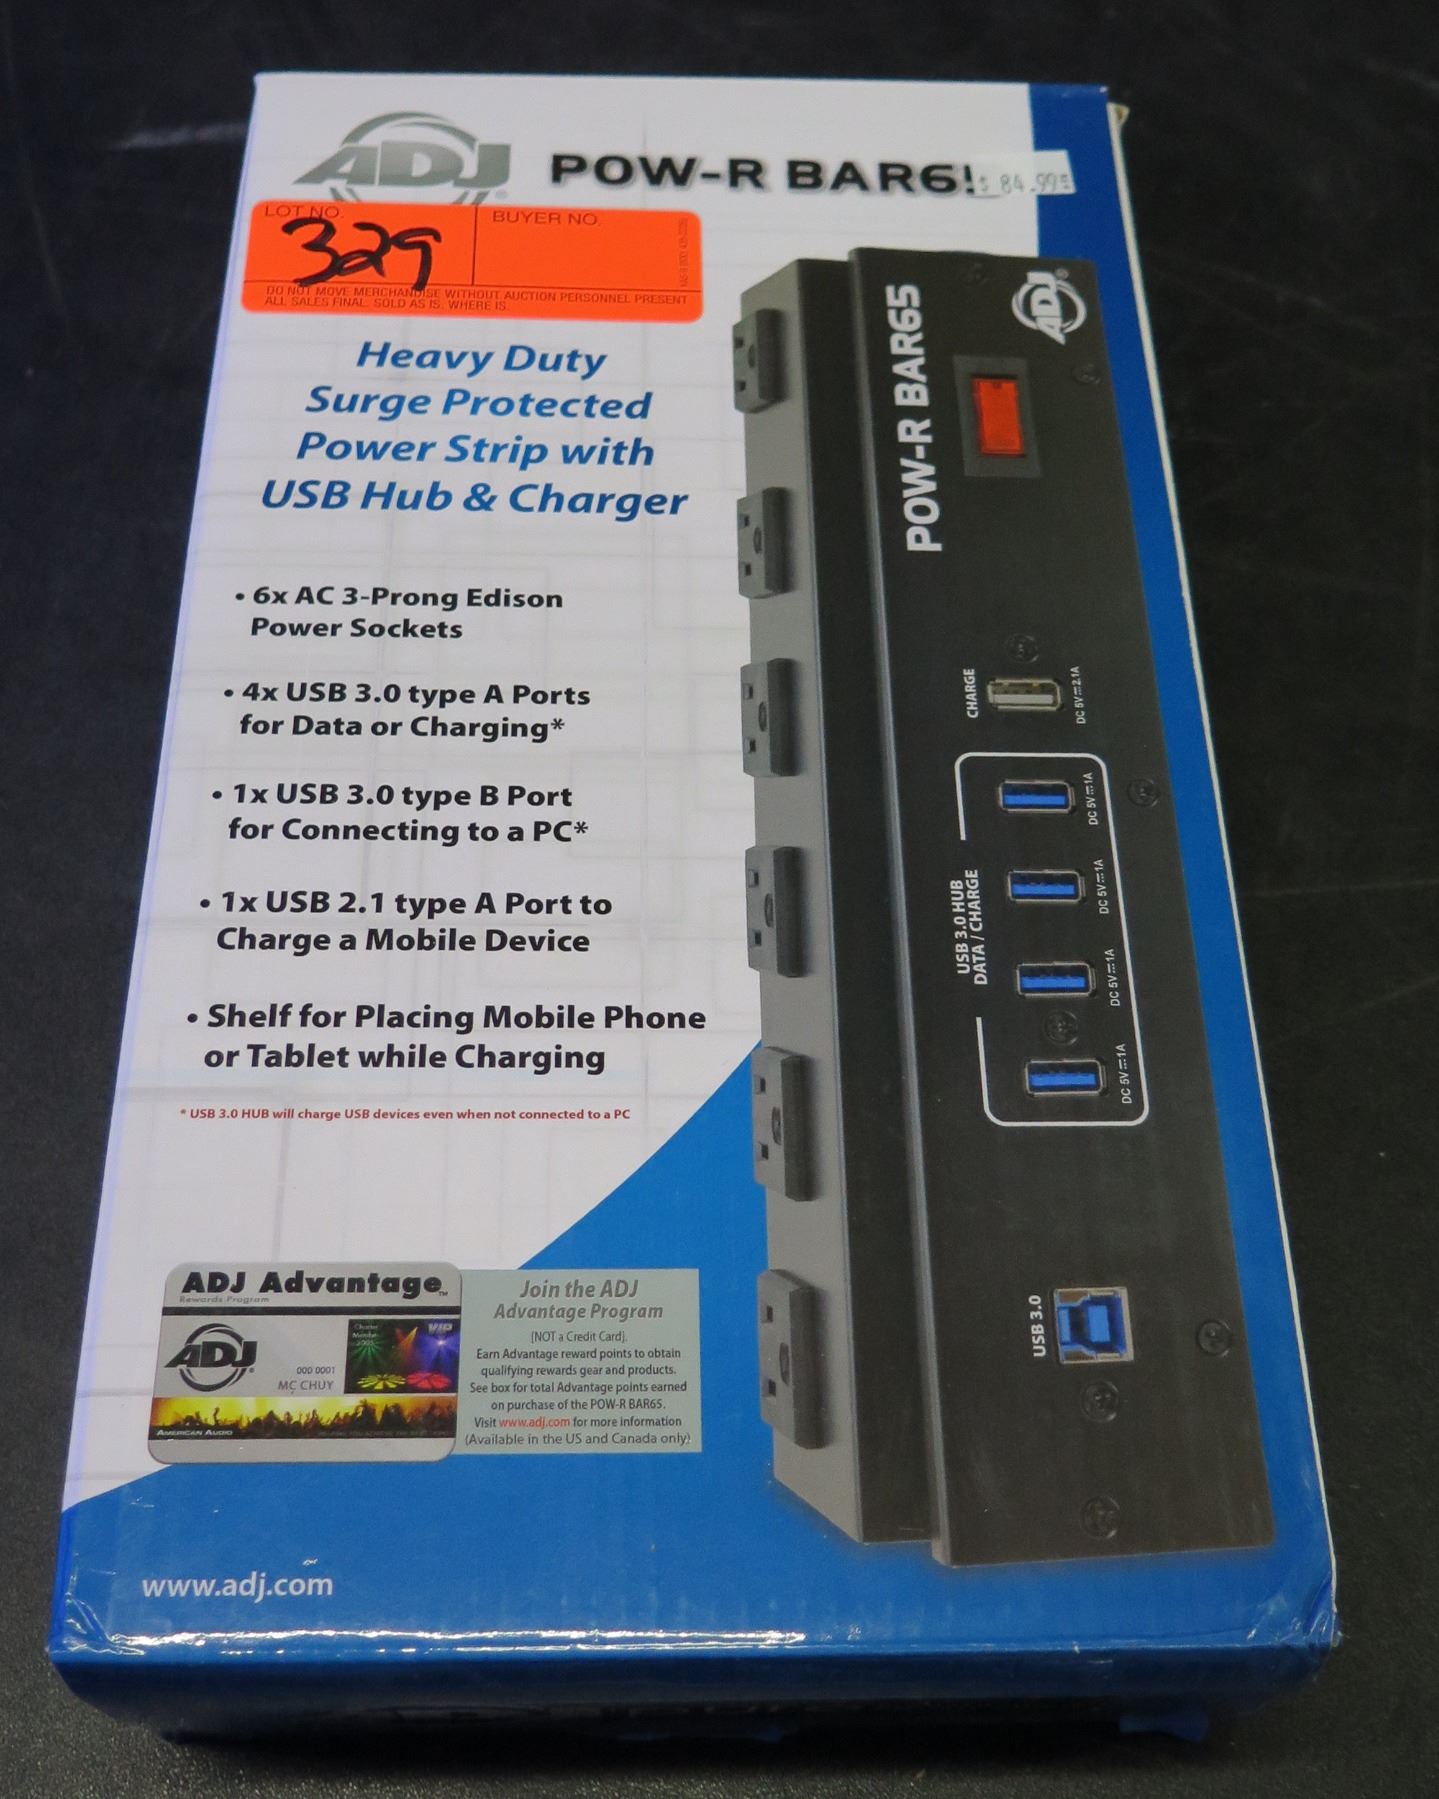 ADJ
POW-R BAR6
$ 84.99
LOT NO.
329
BUYER NO.
DO NOT MOVE MERCHANDISE WITHOUT AUCTION PERSONNEL PRESENT
ALL SALES FINAL. SOLD AS IS. WHERE IS.
Heavy Duty
Surge Protected
Power Strip with
USB Hub & Charger
• 6x AC 3-Prong Edison
Power Sockets
• 4x USB 3.0 type A Ports
for Data or Charging*
• 1x USB 3.0 type B Port
for Connecting to a PC*
• 1x USB 2.1 type A Port to
Charge a Mobile Device
• Shelf for Placing Mobile Phone
or Tablet while Charging
* USB 3.0 HUB will charge USB devices even when not connected to a PC
ADJ
POW-R BAR65
CHARGE
DC 5V⎓2.1A
USB 3.0 HUB
DATA / CHARGE
DC 5V⎓1A
DC 5V⎓1A
DC 5V⎓1A
DC 5V⎓1A
USB 3.0
ADJ Advantage™
Rewards Program
Charter
Member
2005
VIP
ADJ
000 0001
MC CHUY
AMERICAN AUDIO
Join the ADJ
Advantage Program
(NOT a Credit Card).
Earn Advantage reward points to obtain
qualifying rewards gear and products.
See box for total Advantage points earned
on purchase of the POW-R BAR65.
Visit www.adj.com for more information
(Available in the US and Canada only)
www.adj.com